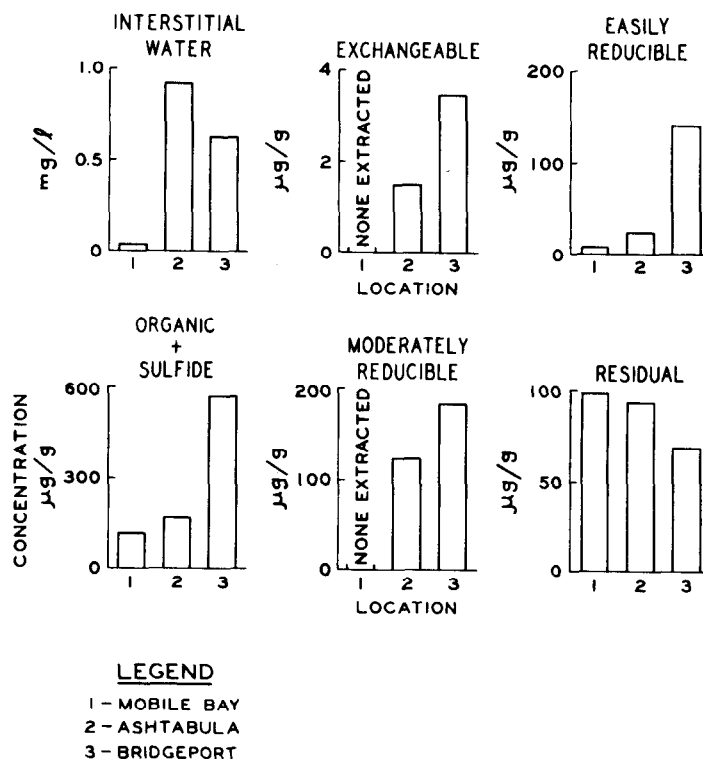 INTERSTITIAL
WATER
1.0
0.5
0
mg/l
1 2 3
EXCHANGEABLE
4
2
0
µg/g
NONE EXTRACTED
1 2 3
LOCATION
EASILY
REDUCIBLE
200
100
0
µg/g
1 2 3
ORGANIC
+
SULFIDE
600
300
0
CONCENTRATION
µg/g
1 2 3
MODERATELY
REDUCIBLE
200
100
0
µg/g
NONE EXTRACTED
1 2 3
LOCATION
RESIDUAL
100
50
0
µg/g
1 2 3
LEGEND
1 - MOBILE BAY
2 - ASHTABULA
3 - BRIDGEPORT